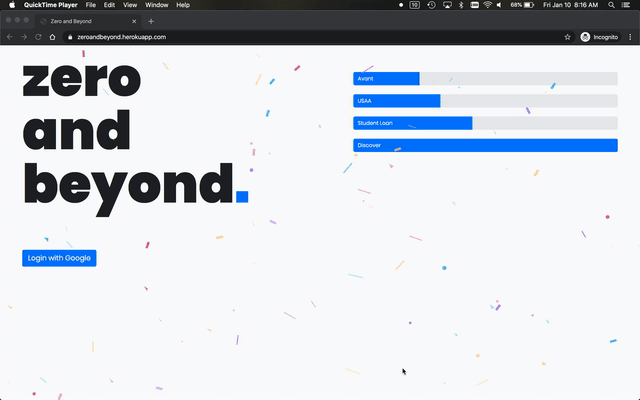 QuickTime Player File Edit View Window Help
10 68% Fri Jan 10 8:16 AM
Zero and Beyond
zeroandbeyond.herokuapp.com
Incognito
zero
and
beyond.
Login with Google
Avant
USAA
Student Loan
Discover